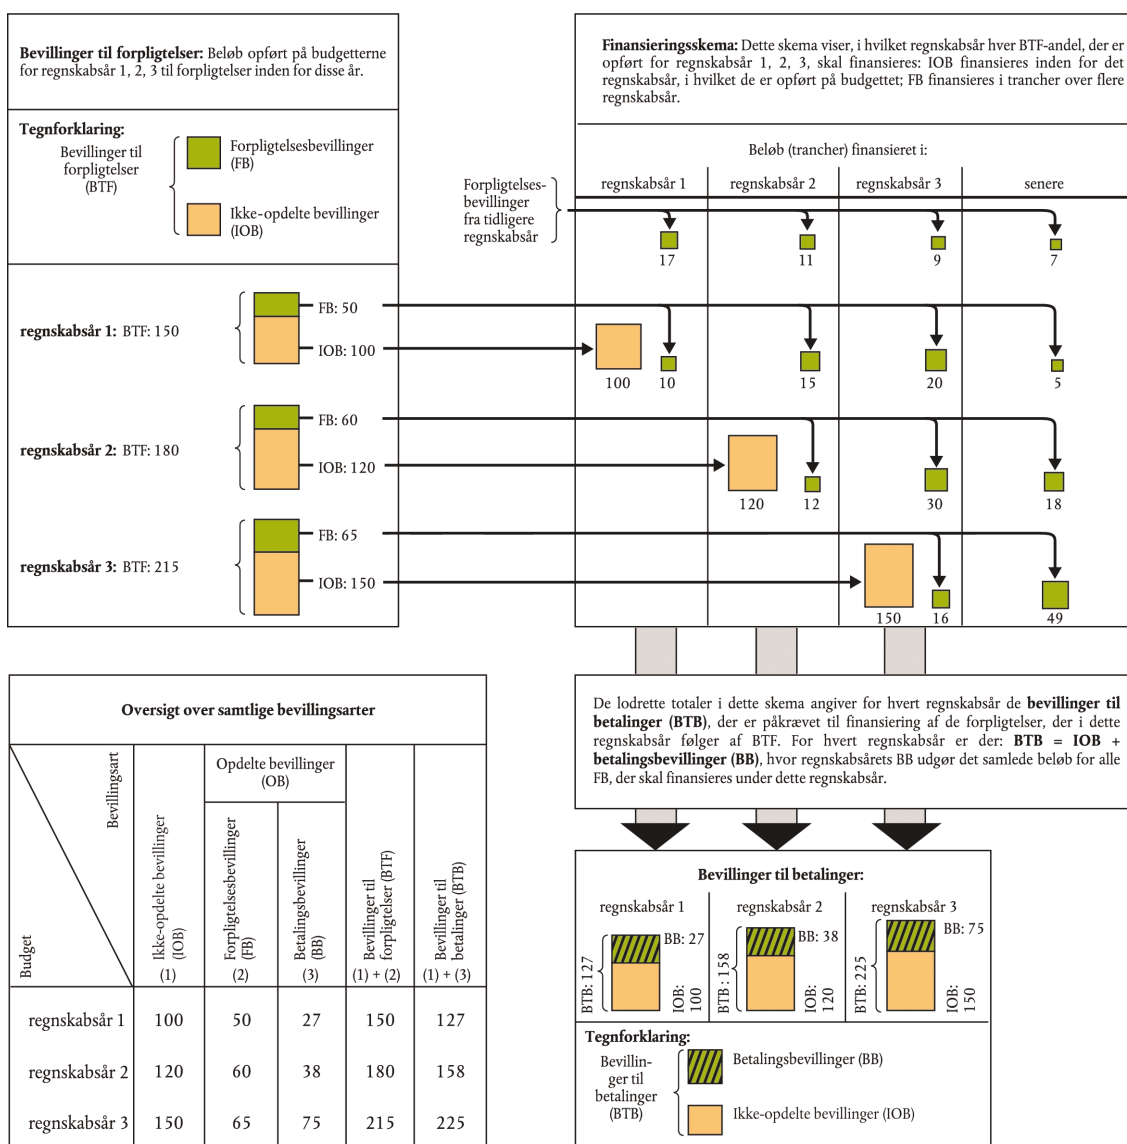 Bevillinger til forpligtelser: Beløb opført på budgetterne
for regnskabsår 1, 2, 3 til forpligtelser inden for disse år.
Tegnforklaring:
Bevillinger til
forpligtelser
(BTF)
Forpligtelsesbevillinger
(FB)
Ikke-opdelte bevillinger
(IOB)
regnskabsår 1: BTF: 150
FB: 50
IOB: 100
regnskabsår 2: BTF: 180
FB: 60
IOB: 120
regnskabsår 3: BTF: 215
FB: 65
IOB: 150
Finansieringsskema: Dette skema viser, i hvilket regnskabsår hver BTF-andel, der er
opført for regnskabsår 1, 2, 3, skal finansieres: IOB finansieres inden for det
regnskabsår, i hvilket de er opført på budgettet; FB finansieres i trancher over flere
regnskabsår.
Beløb (trancher) finansieret i:
regnskabsår 1 regnskabsår 2 regnskabsår 3 senere
Forpligtelses-
bevillinger
fra tidligere
regnskabsår
17 11 9 7
100 10 15 20 5
120 12 30 18
150 16 49
De lodrette totaler i dette skema angiver for hvert regnskabsår de bevillinger til
betalinger (BTB), der er påkrævet til finansiering af de forpligtelser, der i dette
regnskabsår følger af BTF. For hvert regnskabsår er der: BTB = IOB +
betalingsbevillinger (BB), hvor regnskabsårets BB udgør det samlede beløb for alle
FB, der skal finansieres under dette regnskabsår.
Oversigt over samtlige bevillingsarter
Bevillingsart
Budget
Ikke-opdelte bevillinger
(IOB)
(1)
Opdelte bevillinger
(OB)
Forpligtelsesbevillinger
(FB)
(2)
Betalingsbevillinger
(BB)
(3)
Bevillinger til
forpligtelser (BTF)
(1) + (2)
Bevillinger til
betalinger (BTB)
(1) + (3)
regnskabsår 1 100 50 27 150 127
regnskabsår 2 120 60 38 180 158
regnskabsår 3 150 65 75 215 225
Bevillinger til betalinger:
regnskabsår 1
BTB: 127
BB: 27
IOB:
100
regnskabsår 2
BTB : 158
BB: 38
IOB:
120
regnskabsår 3
BTB: 225
BB: 75
IOB:
150
Tegnforklaring:
Bevillin-
ger til
betalinger
(BTB)
Betalingsbevillinger (BB)
Ikke-opdelte bevillinger (IOB)